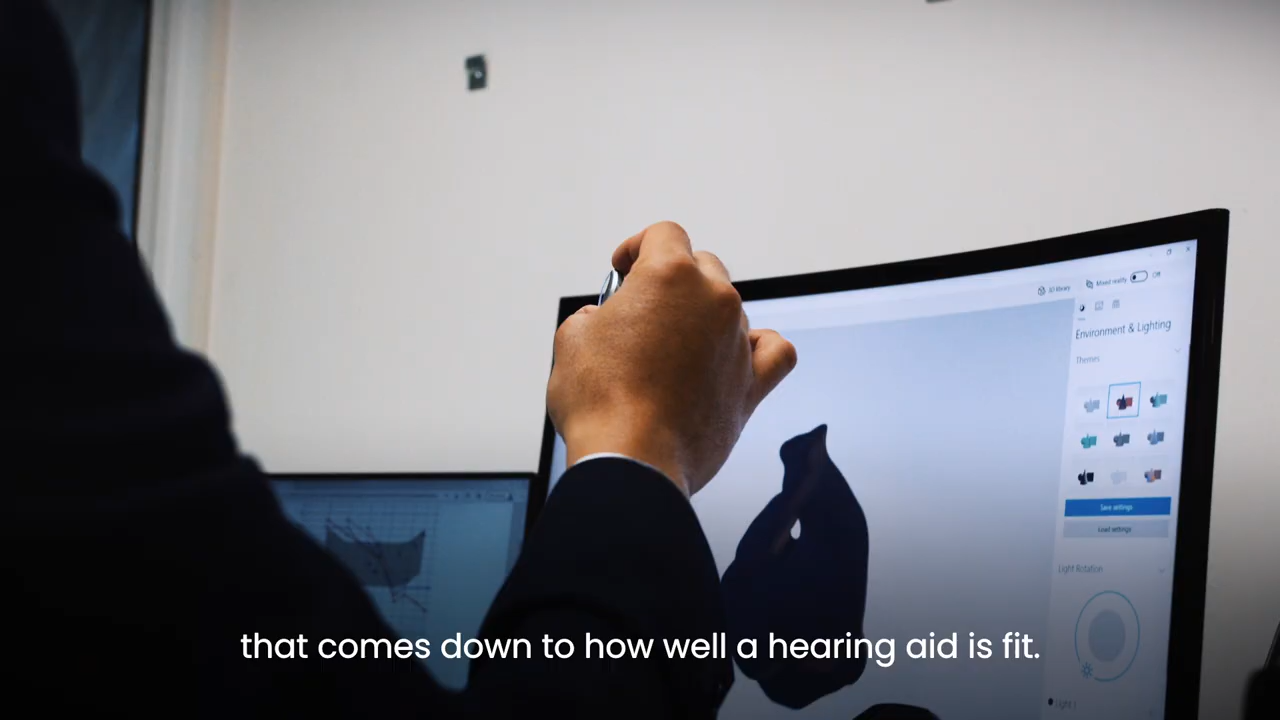 3D library
Mixed reality
Off
Environment & Lighting
Themes
Save settings
Load settings
Light Rotation
Light
that comes down to how well a hearing aid is fit.